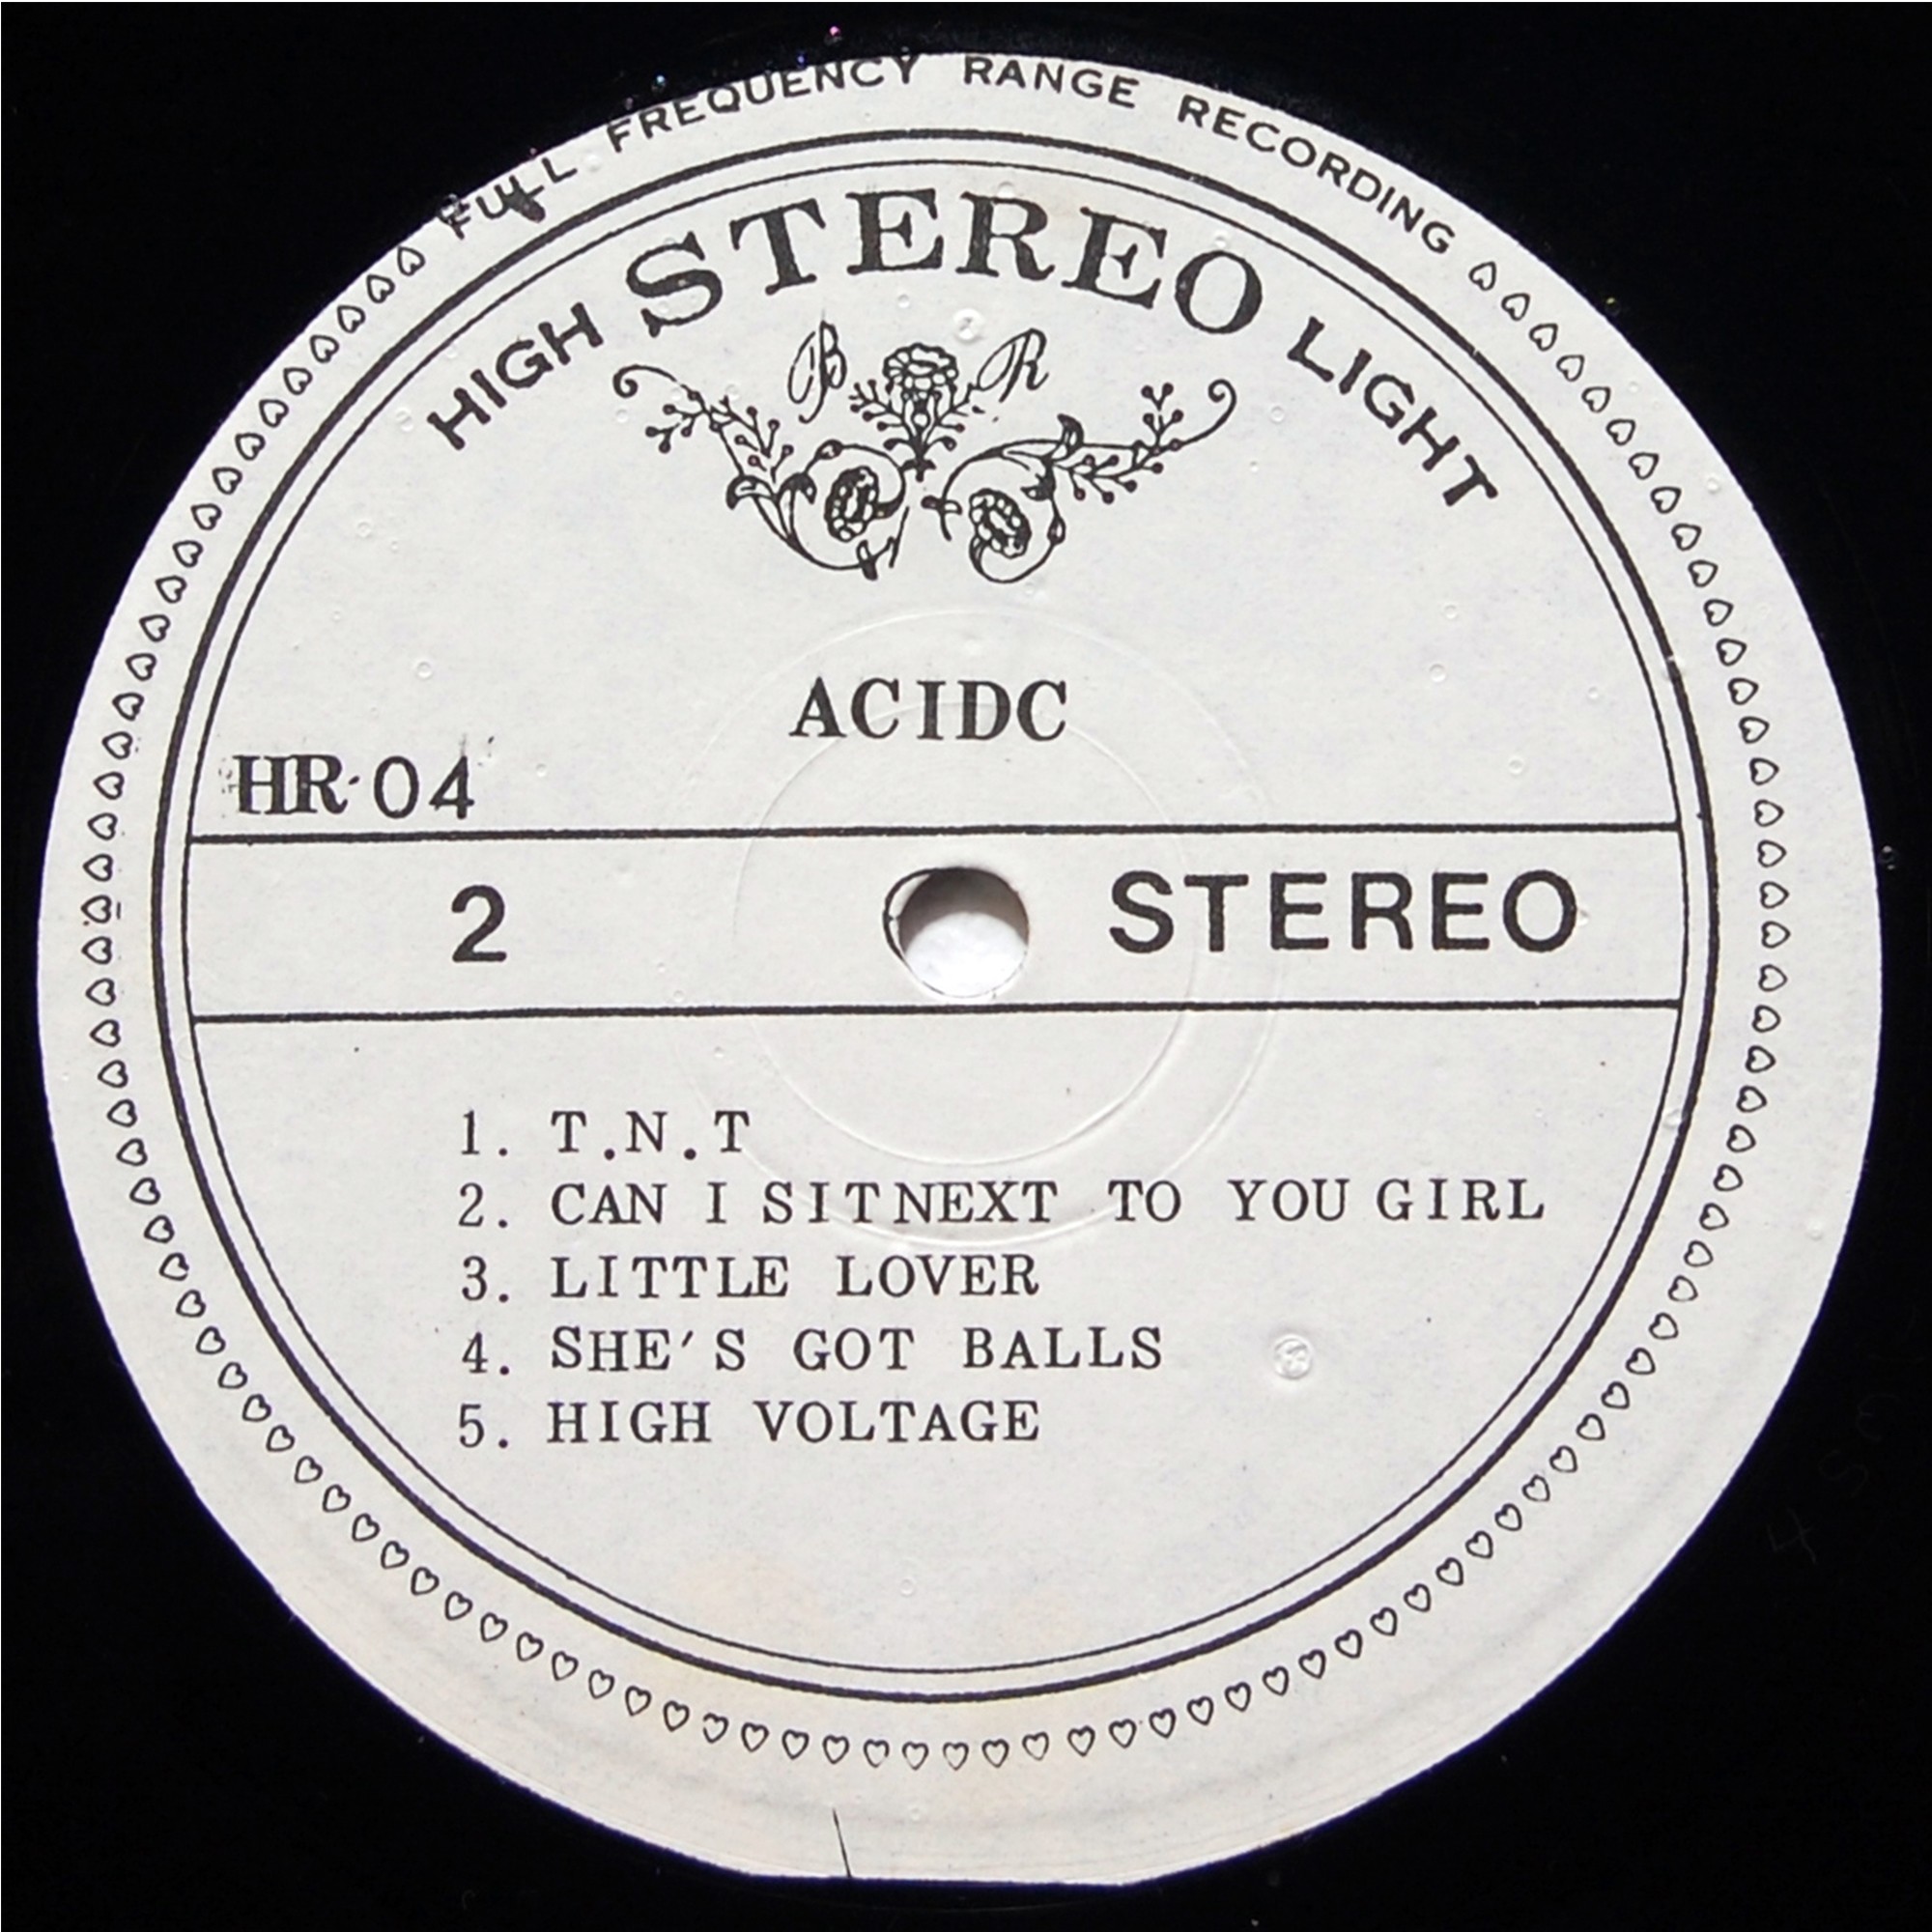 FULL FREQUENCY RANGE RECORDING
HIGH STEREO LIGHT
B R
ACIDC
HR·04
2 STEREO
1. T.N.T
2. CAN I SITNEXT TO YOU GIRL
3. LITTLE LOVER
4. SHE'S GOT BALLS
5. HIGH VOLTAGE